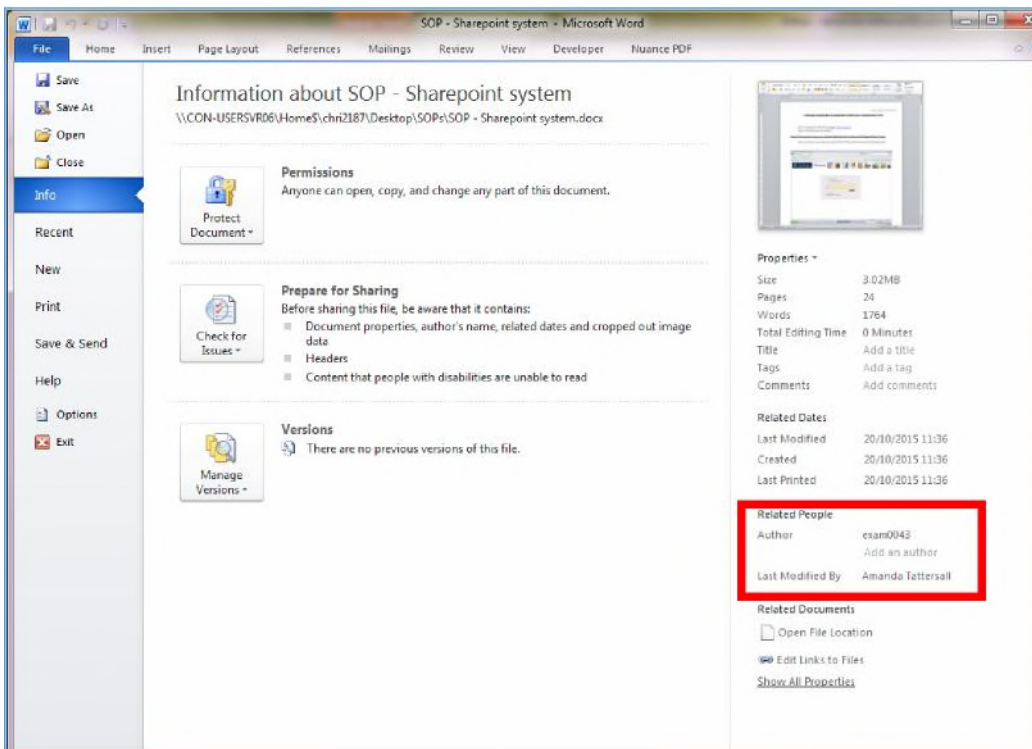 SOP - Sharepoint system - Microsoft Word
File Home Insert Page Layout References Mailings Review View Developer Nuance PDF
Save
Save As
Open
Close
Info
Recent
New
Print
Save & Send
Help
Options
Exit
Information about SOP - Sharepoint system
\\CON-USERSVR06\Home$\chri2187\Desktop\SOPs\SOP - Sharepoint system.docx
Protect
Document
Permissions
Anyone can open, copy, and change any part of this document.
Check for
Issues
Prepare for Sharing
Before sharing this file, be aware that it contains:
Document properties, author's name, related dates and cropped out image
data
Headers
Content that people with disabilities are unable to read
Manage
Versions
Versions
There are no previous versions of this file.
Properties
Size 3.02MB
Pages 24
Words 1764
Total Editing Time 0 Minutes
Title Add a title
Tags Add a tag
Comments Add comments
Related Dates
Last Modified 20/10/2015 11:36
Created 20/10/2015 11:36
Last Printed 20/10/2015 11:36
Related People
Author exam0043
Add an author
Last Modified By Amanda Tattersall
Related Documents
Open File Location
Edit Links to Files
Show All Properties